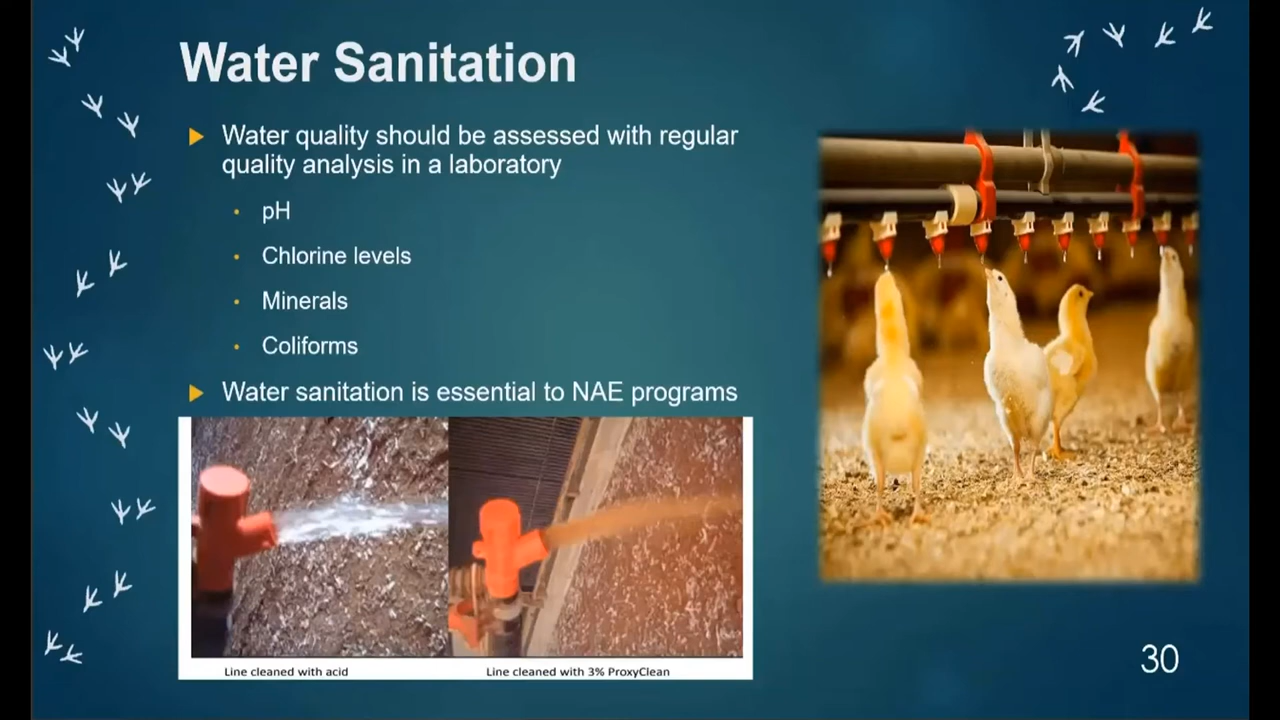 Water Sanitation
Water quality should be assessed with regular
quality analysis in a laboratory
pH
Chlorine levels
Minerals
Coliforms
Water sanitation is essential to NAE programs
Line cleaned with acid
Line cleaned with 3% ProxyClean
30